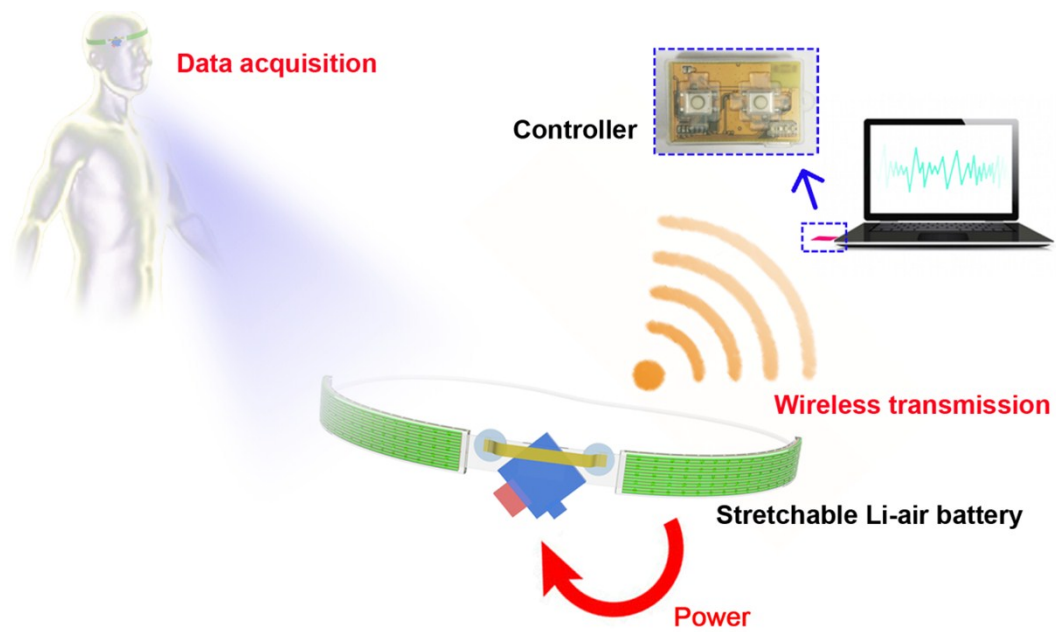 Data acquisition
Controller
Wireless transmission
Stretchable Li-air battery
Power